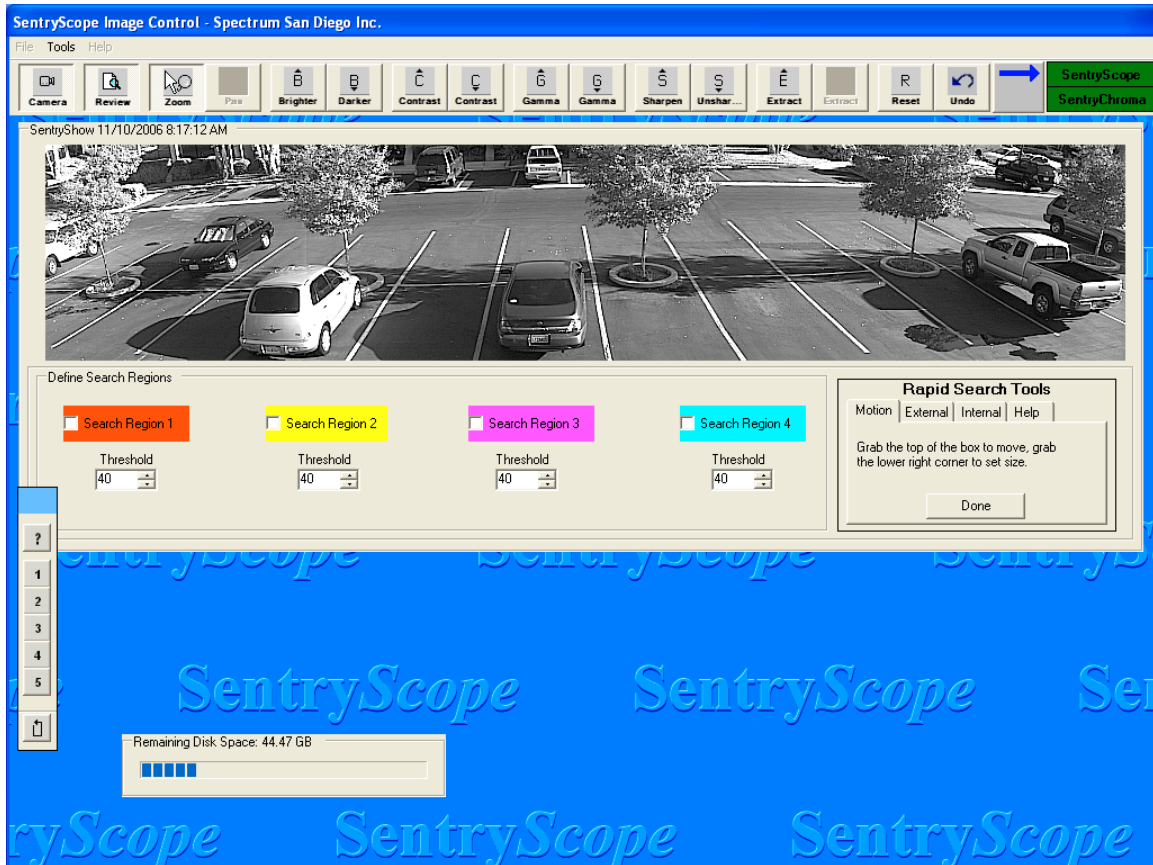 SentryScope Image Control - Spectrum San Diego Inc.
File Tools Help
Camera Review Zoom Pan Brighter Darker Contrast Contrast Gamma Gamma Sharpen Unshar... Extract Extract Reset Undo
SentryScope
SentryChroma
SentryShow 11/10/2006 8:17:12 AM
Define Search Regions
Search Region 1 Search Region 2 Search Region 3 Search Region 4
Threshold Threshold Threshold Threshold
40 40 40 40
Rapid Search Tools
Motion External Internal Help
Grab the top of the box to move, grab
the lower right corner to set size.
Done
?
1
2
3
4
5
SentryScope SentryScope Se
Remaining Disk Space: 44.47 GB
ryScope SentryScope SentryScope